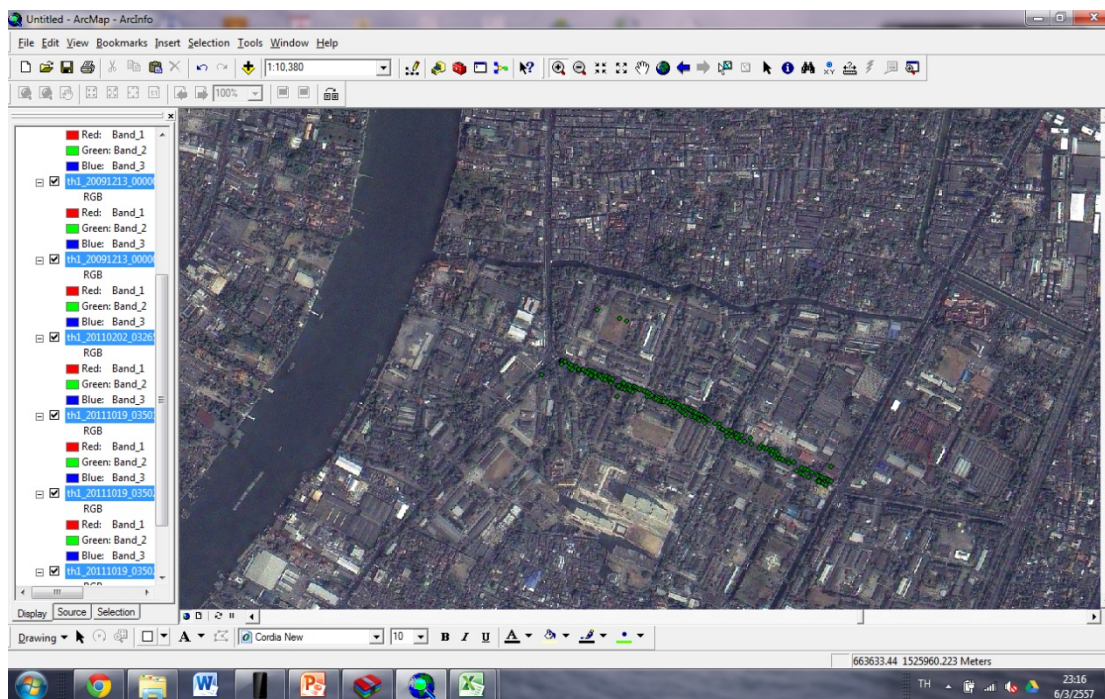 Untitled - ArcMap - ArcInfo
File Edit View Bookmarks Insert Selection Tools Window Help
1:10,380
100%
Red: Band_1
Green: Band_2
Blue: Band_3
th1_20091213_0000
RGB
Red: Band_1
Green: Band_2
Blue: Band_3
th1_20091213_0000
RGB
Red: Band_1
Green: Band_2
Blue: Band_3
th1_20110202_0326
RGB
Red: Band_1
Green: Band_2
Blue: Band_3
th1_20111019_0350
RGB
Red: Band_1
Green: Band_2
Blue: Band_3
th1_20111019_0350
RGB
Red: Band_1
Green: Band_2
Blue: Band_3
th1_20111019_0350
Display Source Selection
Drawing A Cordia New 10 B I U A
663633.44 1525960.223 Meters
TH 23:16
6/3/2557